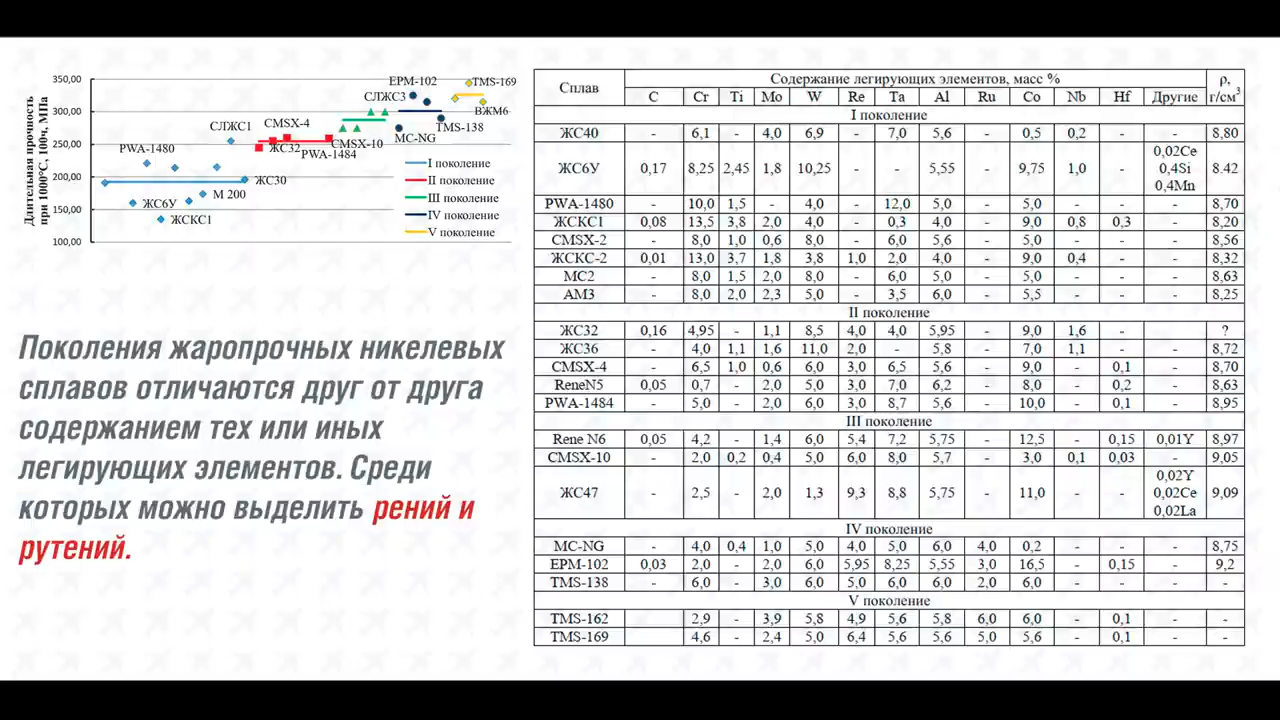 350,00
300,00
250,00
200,00
150,00
100,00
Длительная прочность
при 1000°С, 100ч, МПа
EPM-102
TMS-169
СЛЖС3
ВЖМ6
TMS-138
MC-NG
СЛЖС1
CMSX-4
CMSX-10
PWA-1480
ЖС32
PWA-1484
ЖС30
М 200
ЖС6У
ЖСКС1
I поколение
II поколение
III поколение
IV поколение
V поколение
Поколения жаропрочных никелевых
сплавов отличаются друг от друга
содержанием тех или иных
легирующих элементов. Среди
которых можно выделить рений и
рутений.
Сплав Содержание легирующих элементов, масс % ρ, г/см³
C Cr Ti Mo W Re Ta Al Ru Co Nb Hf Другие
I поколение
ЖС40 - 6,1 - 4,0 6,9 - 7,0 5,6 - 0,5 0,2 - - 8,80
ЖС6У 0,17 8,25 2,45 1,8 10,25 - - 5,55 9,75 1,0 - 0,02Ce 0,4Si 0,4Mn 8.42
PWA-1480 - 10,0 1,5 - 4,0 - 12,0 5,0 - 5,0 - - - 8,70
ЖСКС1 0,08 13,5 3,8 2,0 4,0 0,3 4,0 - 9,0 0,8 0,3 - 8,20
CMSX-2 - 8,0 1,0 0,6 8,0 - 6,0 5,6 - 5,0 - - - 8,56
ЖСКС-2 0,01 13,0 3,7 1,8 3,8 1,0 2,0 4,0 - 9,0 0,4 - - 8,32
МС2 - 8,0 1,5 2,0 8,0 - 6,0 5,0 - 5,0 - - - 8,63
АМ3 - 8,0 2,0 2,3 5,0 - 3,5 6,0 - 5,5 - - - 8,25
II поколение
ЖС32 0,16 4,95 - 1,1 8,5 4,0 4,0 5,95 - 9,0 1,6 - - ?
ЖС36 - 4,0 1,1 1,6 11,0 2,0 - 5,8 - 7,0 1,1 - - 8,72
CMSX-4 - 6,5 1,0 0,6 6,0 3,0 6,5 5,6 - 9,0 - 0,1 - 8,70
ReneN5 0,05 0,7 - 2,0 5,0 3,0 7,0 6,2 - 8,0 - 0,2 - 8,63
PWA-1484 - 5,0 - 2,0 6,0 3,0 8,7 5,6 - 10,0 - 0,1 - 8,95
III поколение
Rene N6 0,05 4,2 - 1,4 6,0 5,4 7,2 5,75 - 12,5 - 0,15 0,01Y 8,97
CMSX-10 - 2,0 0,2 0,4 5,0 6,0 8,0 5,7 - 3,0 0,1 0,03 - 9,05
ЖС47 - 2,5 - 2,0 1,3 9,3 8,8 5,75 - 11,0 - - 0,02Y 0,02Ce 0,02La 9,09
IV поколение
MC-NG - 4,0 0,4 1,0 5,0 4,0 5,0 6,0 4,0 0,2 - - - 8,75
EPM-102 0,03 2,0 - 2,0 6,0 5,95 8,25 5,55 3,0 16,5 - 0,15 - 9,2
TMS-138 - 6,0 - 3,0 6,0 5,0 6,0 6,0 2,0 6,0 - - - -
V поколение
TMS-162 2,9 - 3,9 5,8 4,9 5,6 5,8 6,0 6,0 - 0,1 - -
TMS-169 4,6 - 2,4 5,0 6,4 5,6 5,6 5,0 5,6 - 0,1 - -